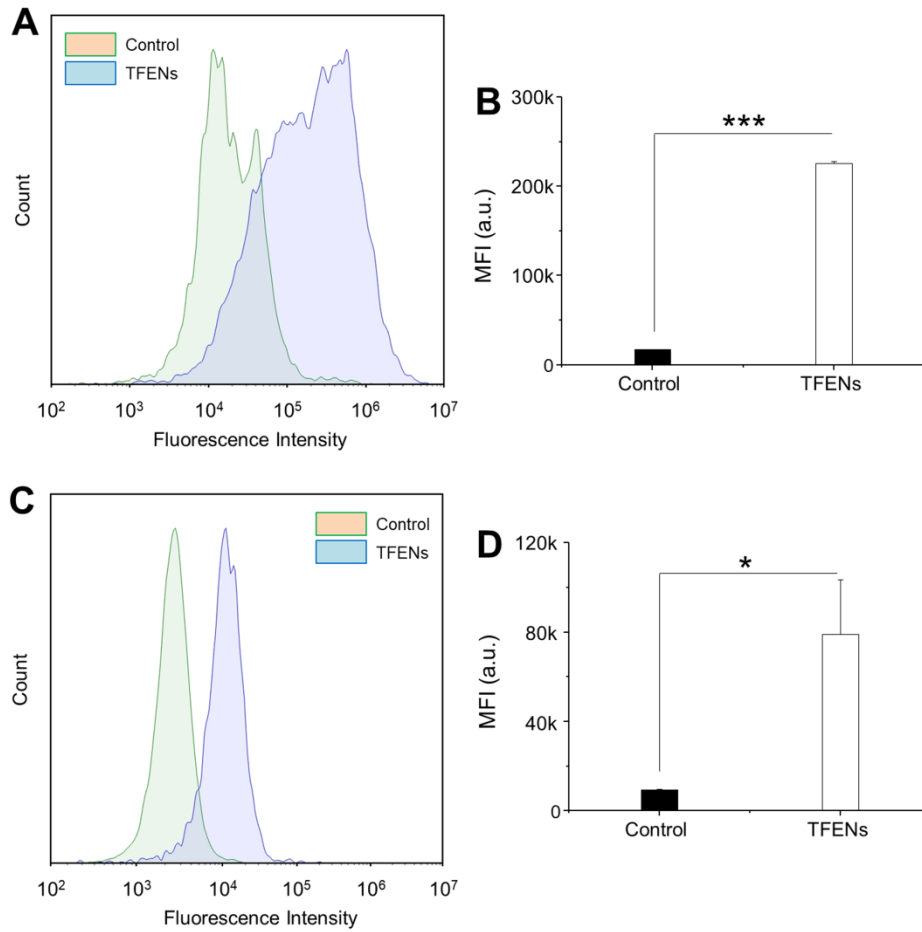 A
Control
TFENs
Count
10²
10³
10⁴
10⁵
10⁶
10⁷
Fluorescence Intensity
B
300k
200k
100k
0
MFI (a.u.)
***
Control
TFENs
C
Control
TFENs
Count
10²
10³
10⁴
10⁵
10⁶
10⁷
Fluorescence Intensity
D
120k
80k
40k
0
MFI (a.u.)
*
Control
TFENs